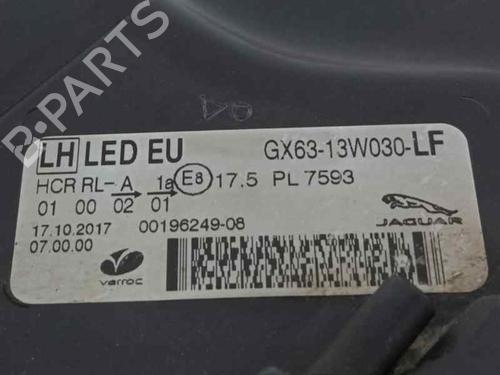 B-PARTS
LH LED EU GX63-13W030-LF
HCR RL- A 1a E8 17.5 PL 7593
01 00 02 01
17.10.2017 00196249-08
07.00.00
JAGUAR
varroc